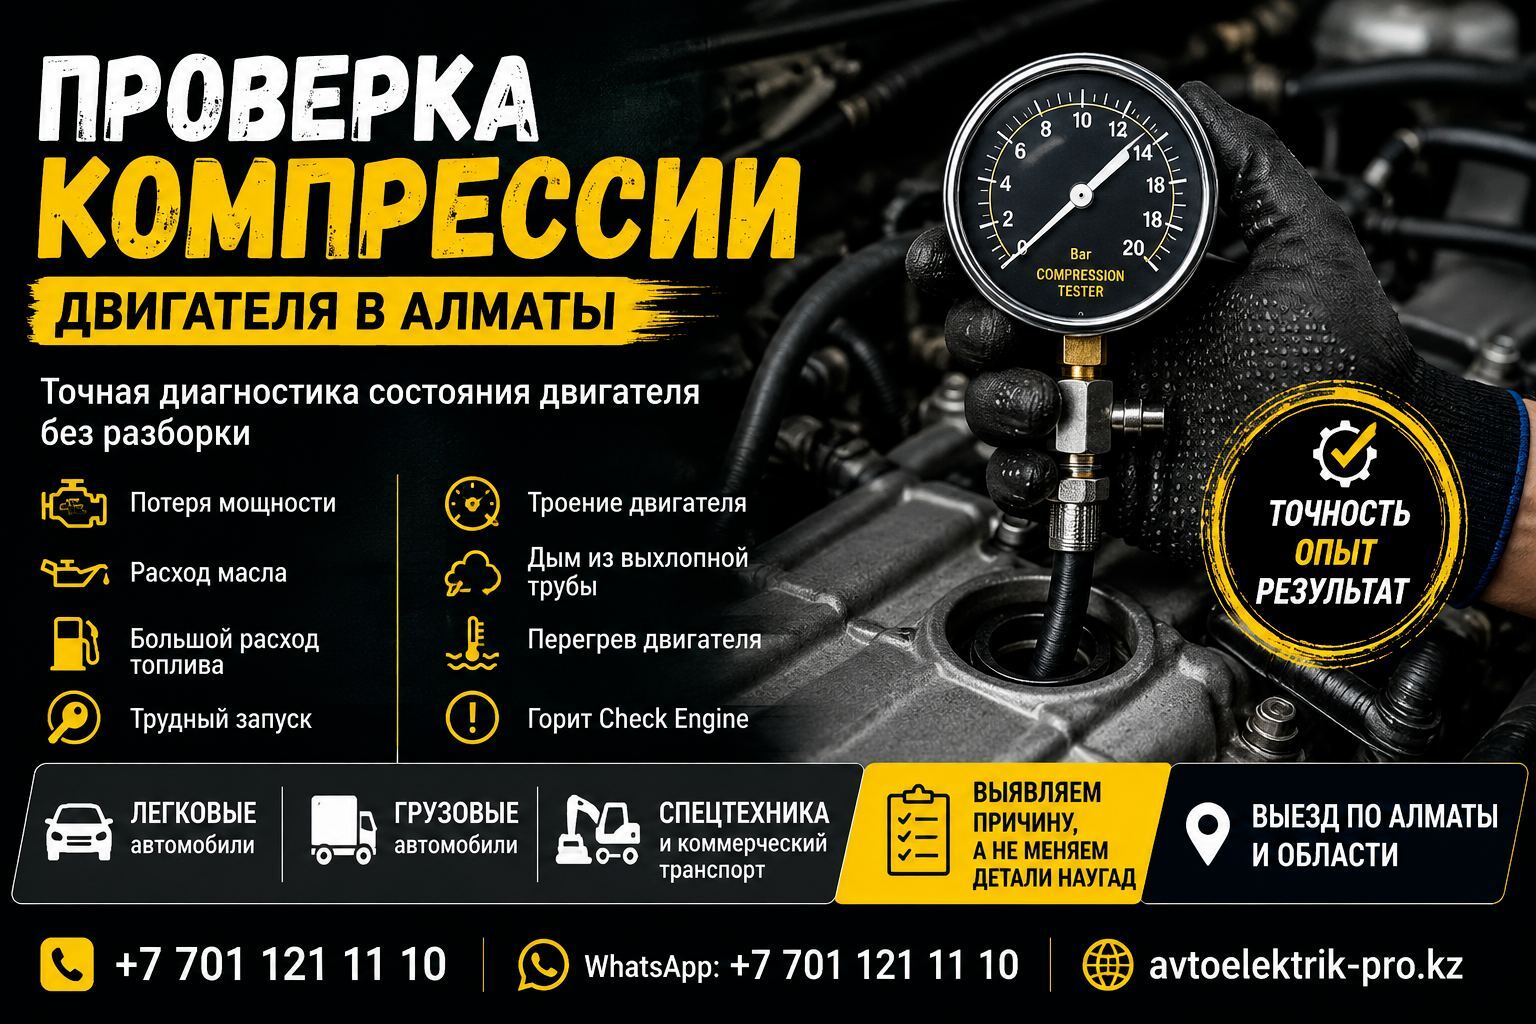 ПРОВЕРКА
КОМПРЕССИИ
ДВИГАТЕЛЯ В АЛМАТЫ
Точная диагностика состояния двигателя
без разборки
Потеря мощности
Расход масла
Большой расход
топлива
Трудный запуск
Троение двигателя
Дым из выхлопной
трубы
Перегрев двигателя
Горит Check Engine
0
2
4
6
8
10
12
14
18
18
20
Bar
COMPRESSION
TESTER
ТОЧНОСТЬ
ОПЫТ
РЕЗУЛЬТАТ
ЛЕГКОВЫЕ
автомобили
ГРУЗОВЫЕ
автомобили
СПЕЦТЕХНИКА
и коммерческий
транспорт
ВЫЯВЛЯЕМ
ПРИЧИНУ,
А НЕ МЕНЯЕМ
ДЕТАЛИ НАУГАД
ВЫЕЗД ПО АЛМАТЫ
И ОБЛАСТИ
+7 701 121 11 10
WhatsApp: +7 701 121 11 10
avtoelektrik-pro.kz